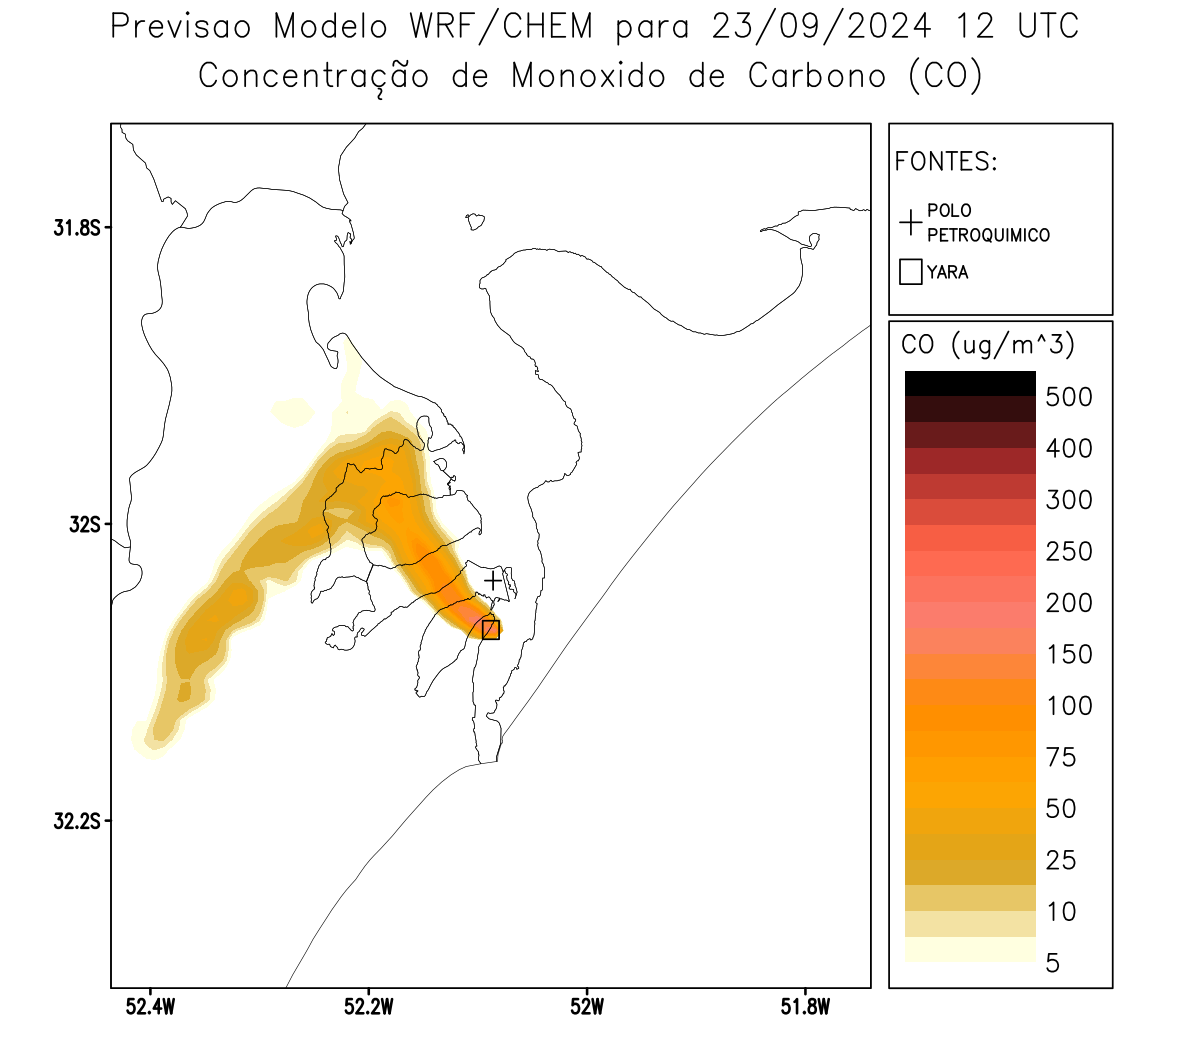 Previsao Modelo WRF/CHEM para 23/09/2024 12 UTC
Concentração de Monoxido de Carbono (CO)
FONTES:
POLO
PETROQUIMICO
YARA
CO (ug/m^3)
500
400
300
250
200
150
100
75
50
25
10
5
31.8S
32S
32.2S
52.4W
52.2W
52W
51.8W